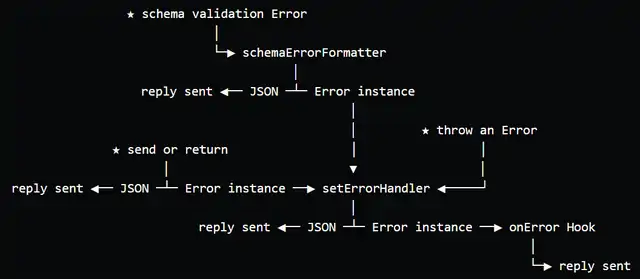 ★ schema validation Error
schemaErrorFormatter
reply sent ◄── JSON ─┴─ Error instance
★ throw an Error
★ send or return
reply sent ◄── JSON ─┴─ Error instance ──► setErrorHandler ◄
reply sent ◄── JSON ─┴─ Error instance ──► onError Hook
reply sent